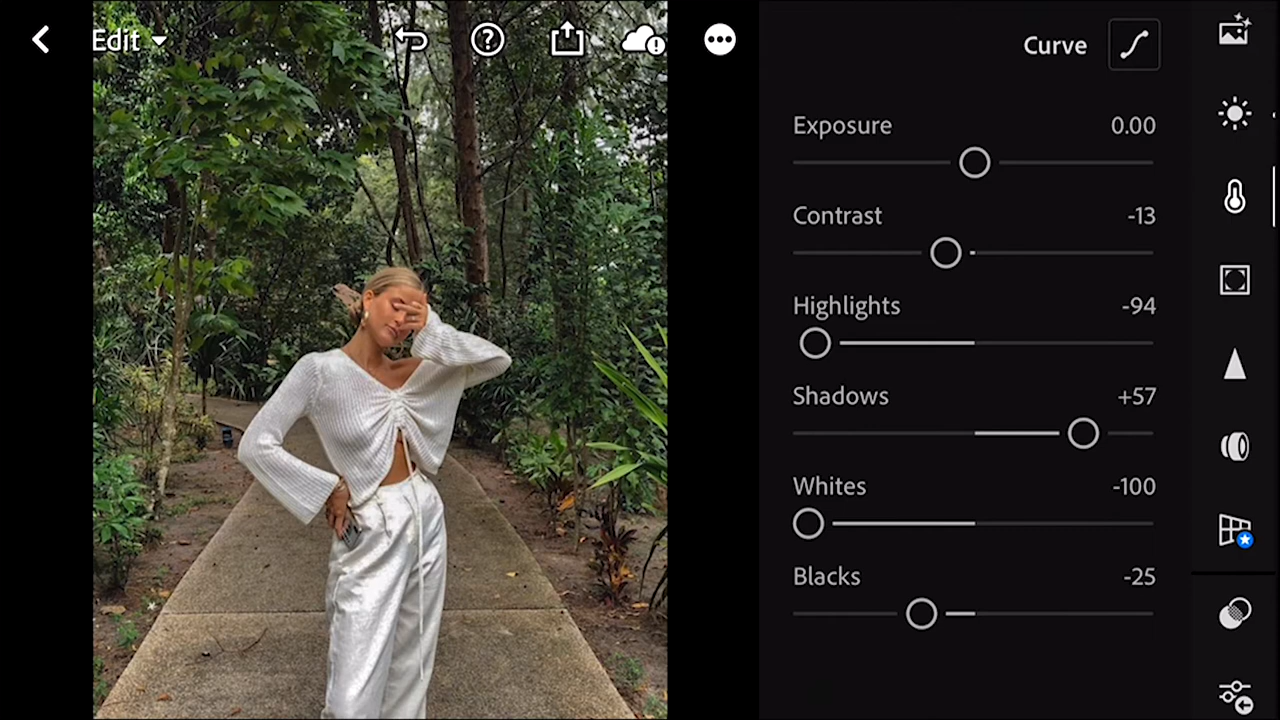 Edit
Curve
Exposure 0.00
Contrast -13
Highlights -94
Shadows +57
Whites -100
Blacks -25